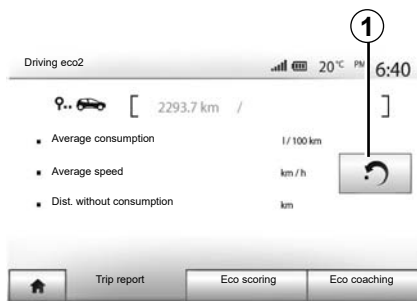 1
Driving eco2 20°C PM 6:40
[ 2293.7 km / ]
Average consumption l / 100 km
Average speed km / h
Dist. without consumption km
Trip report Eco scoring Eco coaching